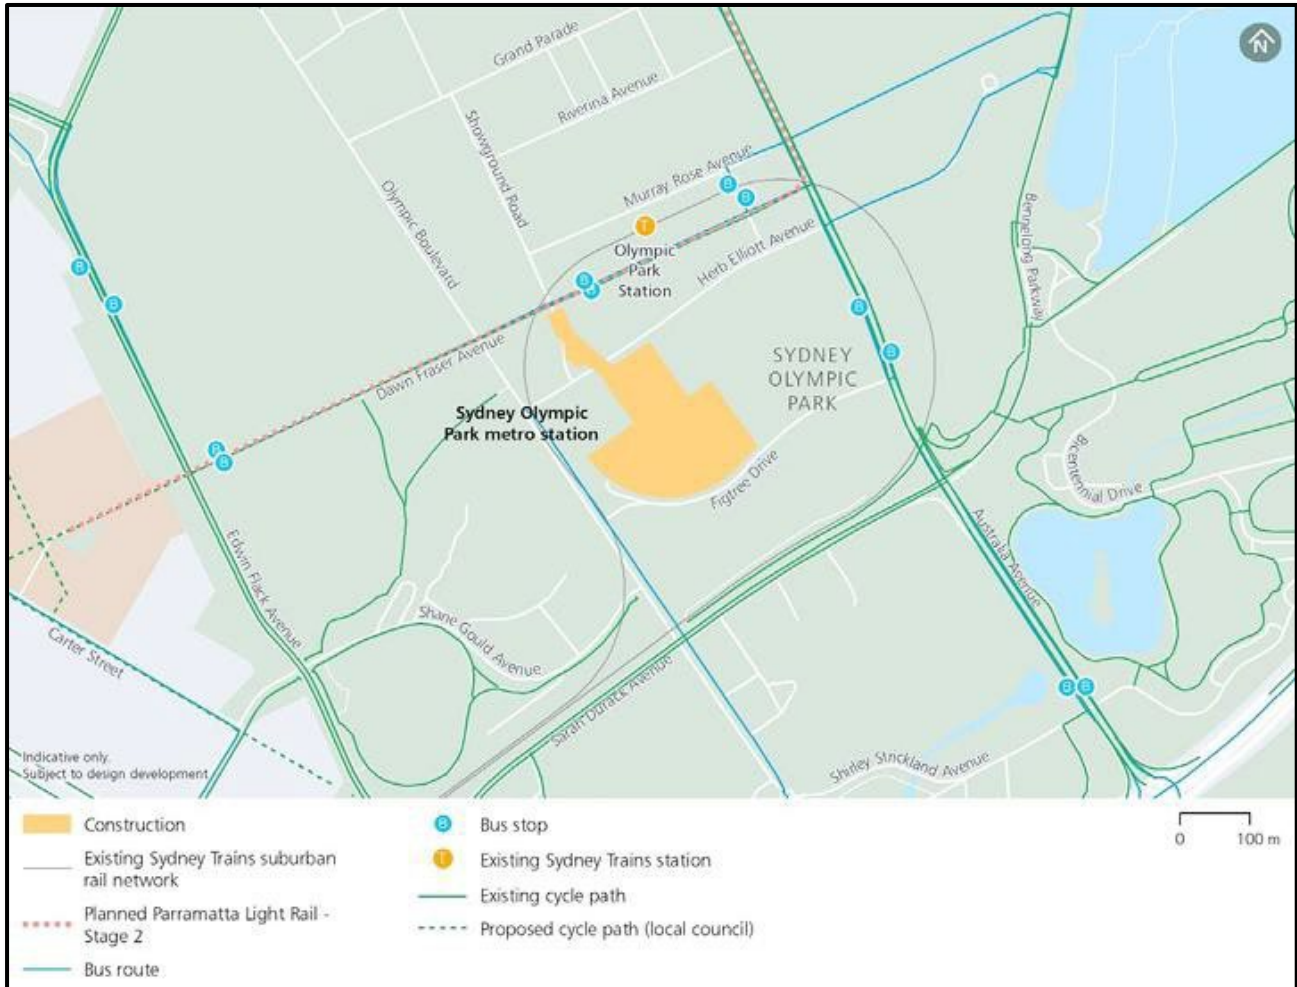 N
Grand Parade
Riverina Avenue
Showground Road
Murray Rose Avenue
Olympic Boulevard
Bennelong Parkway
B
B
T
Olympic
Park
Station
Herb Elliott Avenue
B
B
B
B
B
B
Dawn Fraser Avenue
SYDNEY
OLYMPIC
PARK
Sydney Olympic
Park metro station
B
B
Figtree Drive
Bicentennial Drive
Australia Avenue
Edwin Flack Avenue
Shane Gould Avenue
Carter Street
Sarah Durack Avenue
B
B
Shirley Strickland Avenue
Indicative only.
Subject to design development
Construction
Existing Sydney Trains suburban
rail network
Planned Parramatta Light Rail -
Stage 2
Bus route
B Bus stop
T Existing Sydney Trains station
Existing cycle path
Proposed cycle path (local council)
0 100 m